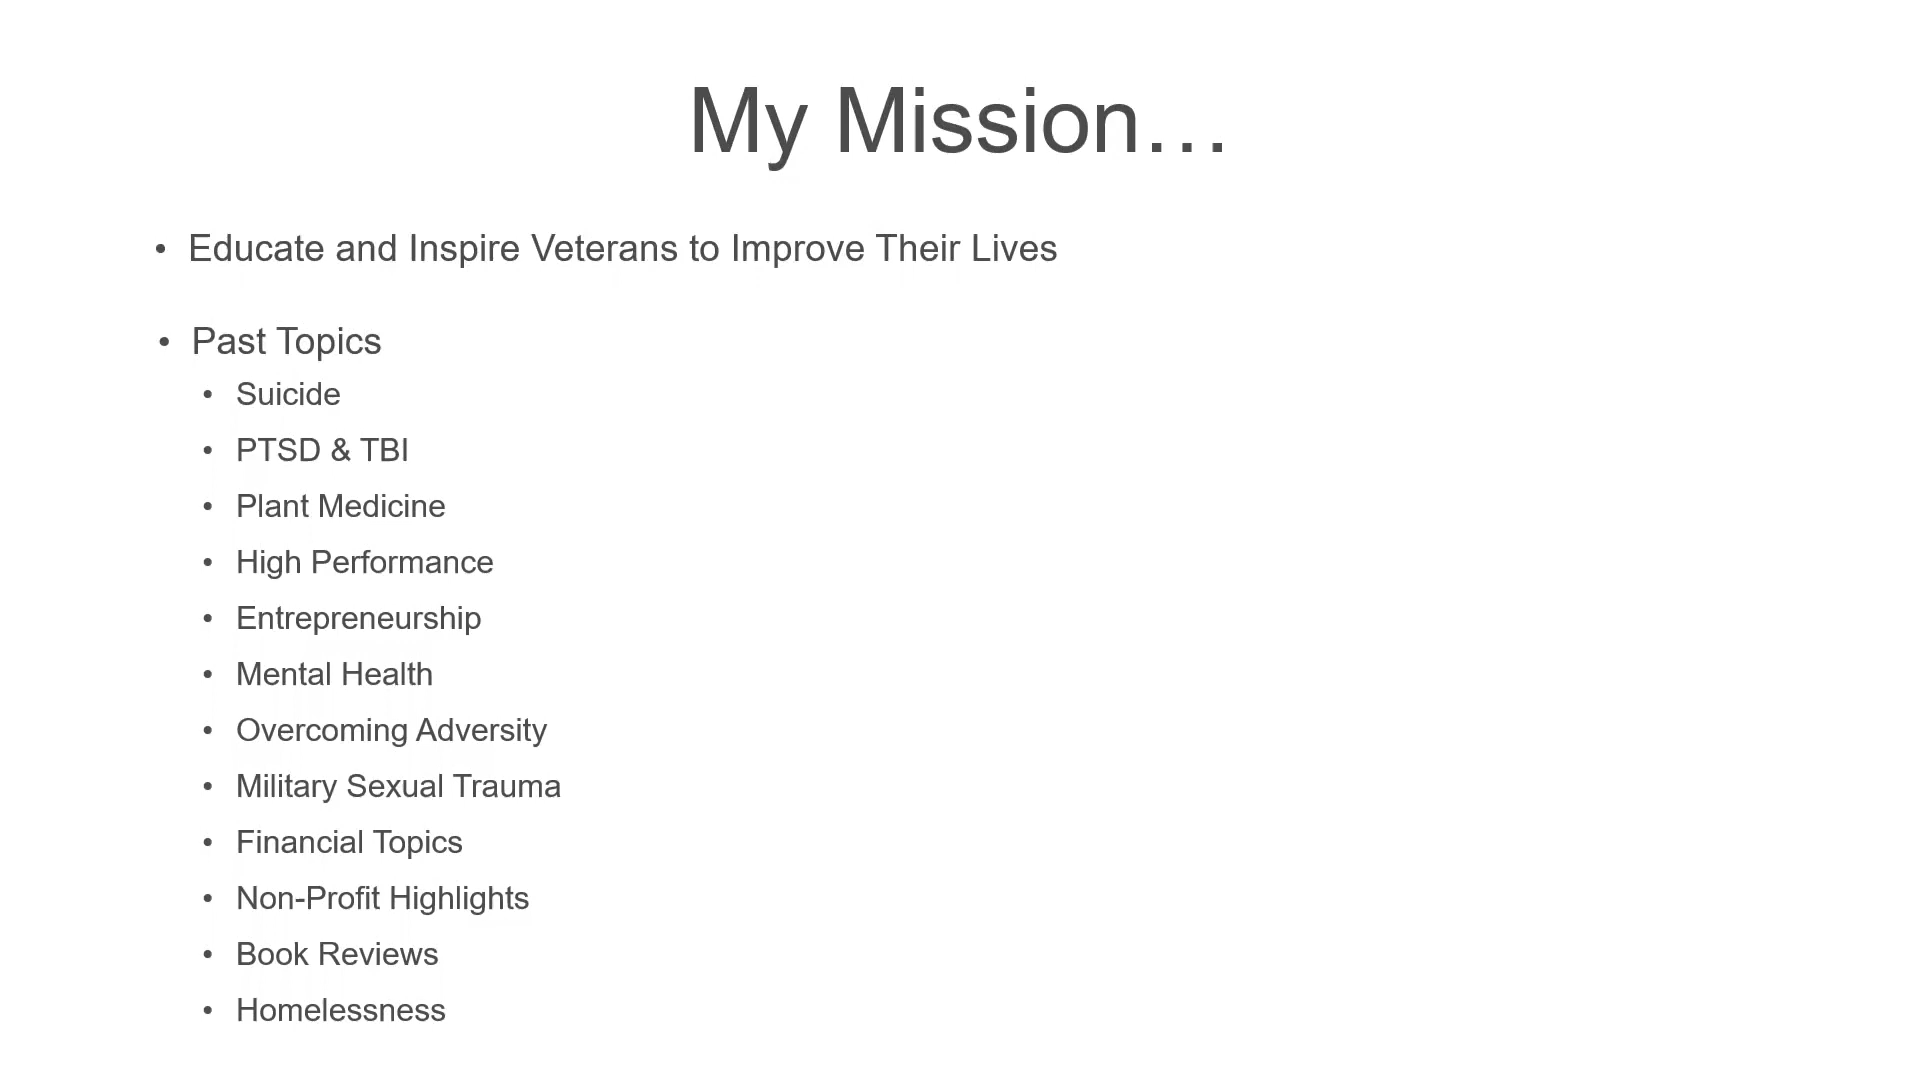 My Mission…
• Educate and Inspire Veterans to Improve Their Lives
• Past Topics
• Suicide
• PTSD & TBI
• Plant Medicine
• High Performance
• Entrepreneurship
• Mental Health
• Overcoming Adversity
• Military Sexual Trauma
• Financial Topics
• Non-Profit Highlights
• Book Reviews
• Homelessness